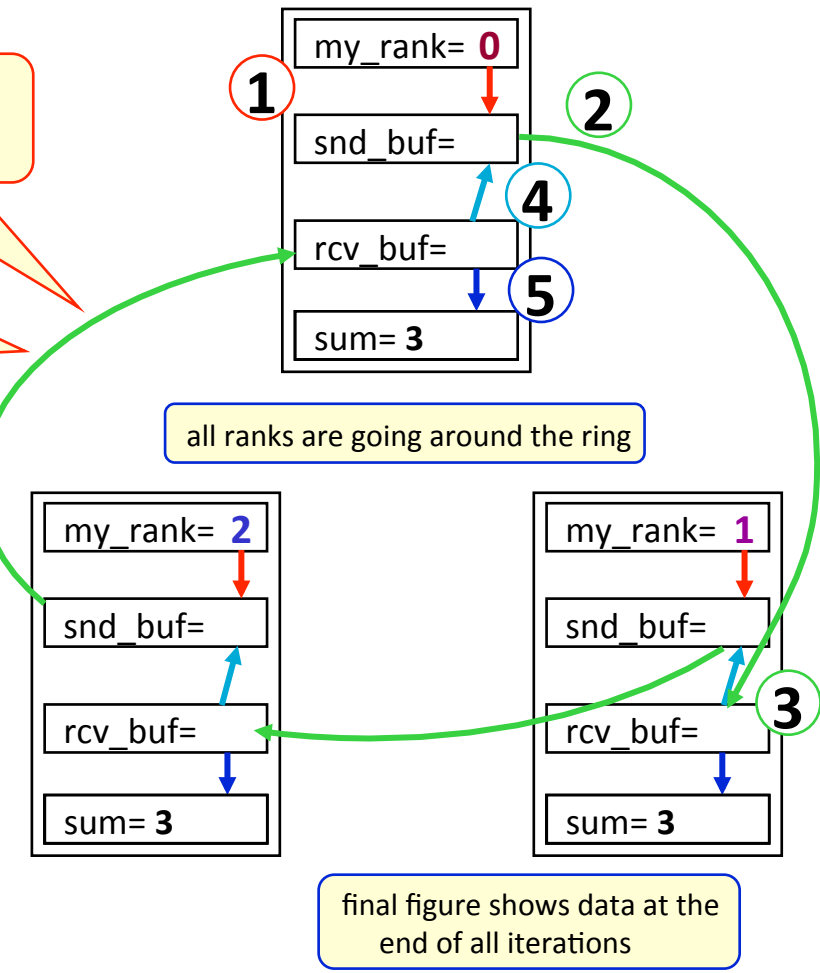 my_rank= 0
1
2
snd_buf=
4
rcv_buf=
5
sum= 3
all ranks are going around the ring
my_rank= 2
snd_buf=
rcv_buf=
sum= 3
my_rank= 1
snd_buf=
3
rcv_buf=
sum= 3
final figure shows data at the
end of all iterations